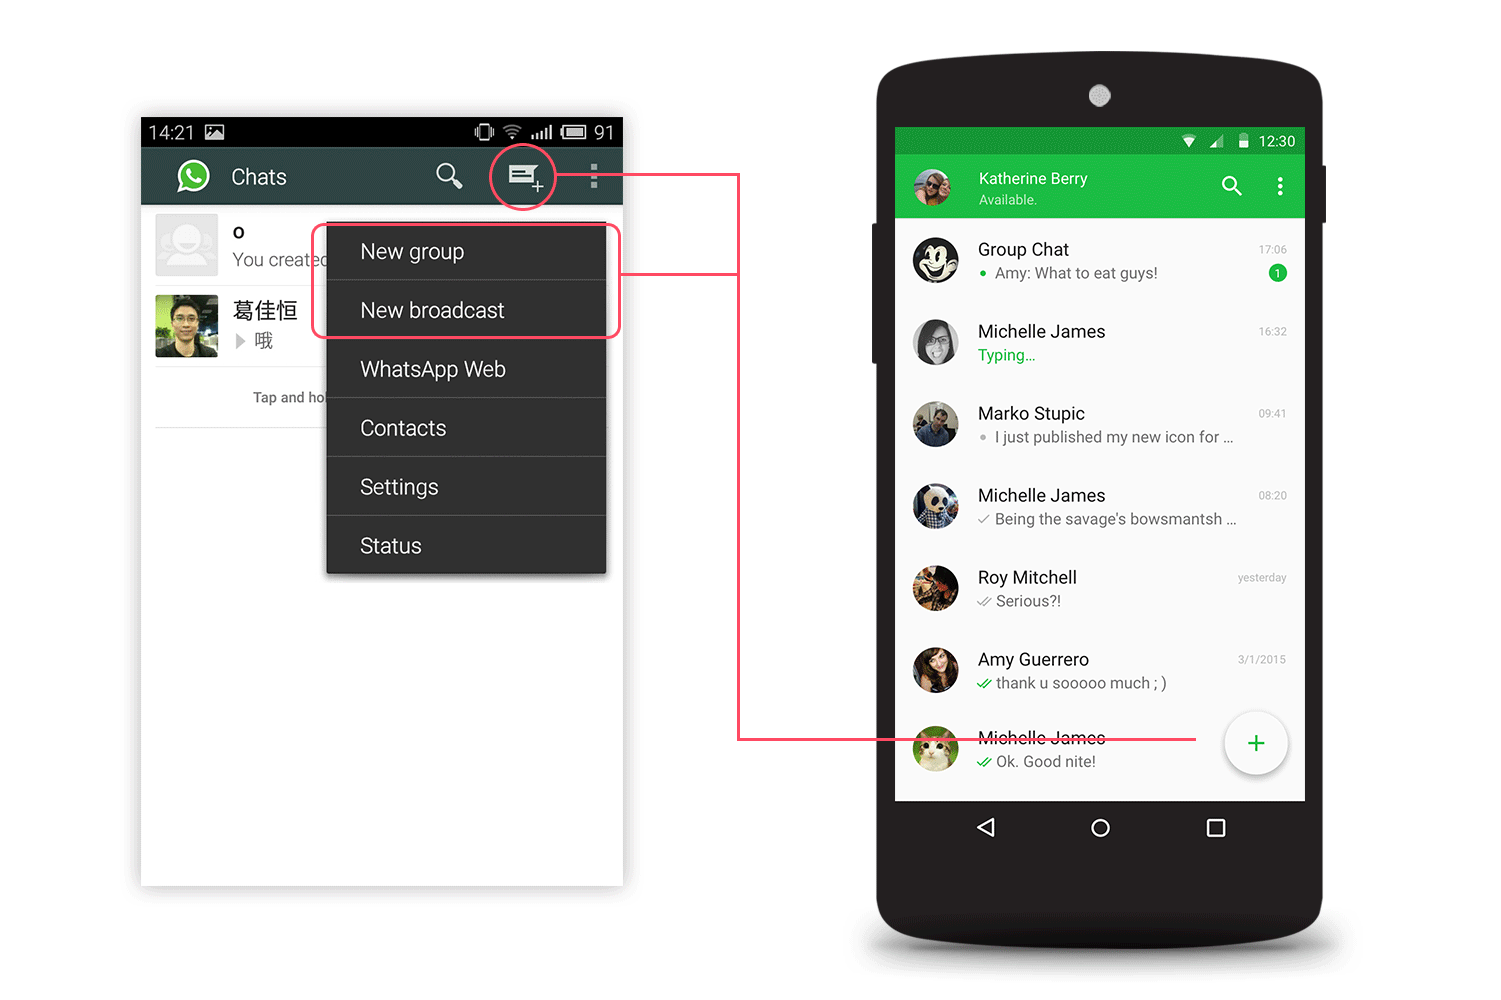 14:21
91
Chats
o
You created
葛佳恒
哦
Tap and hol
New group
New broadcast
WhatsApp Web
Contacts
Settings
Status
12:30
Katherine Berry
Available.
Group Chat
17:06
Amy: What to eat guys!
1
Michelle James
16:32
Typing...
Marko Stupic
09:41
I just published my new icon for ...
Michelle James
08:20
Being the savage's bowsmantsh ...
Roy Mitchell
yesterday
Serious?!
Amy Guerrero
3/1/2015
thank u sooooo much ; )
Michelle James
Ok. Good nite!